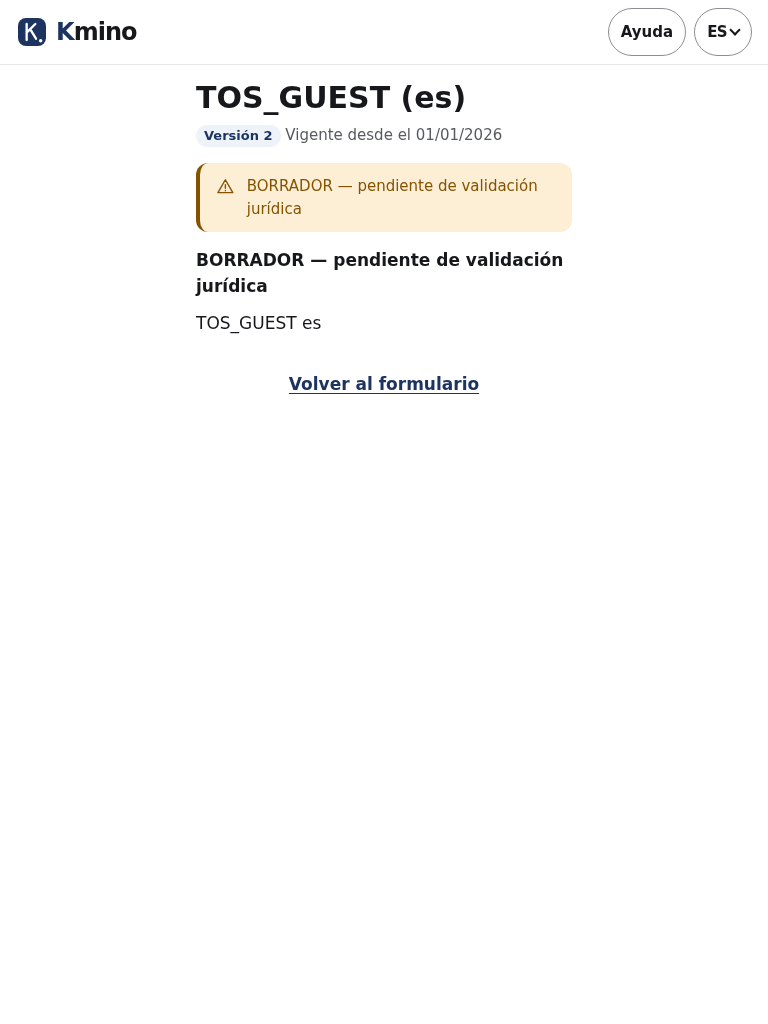 Kmino
Ayuda
ES
TOS_GUEST (es)
Versión 2 Vigente desde el 01/01/2026
BORRADOR — pendiente de validación
jurídica
BORRADOR — pendiente de validación
jurídica
TOS_GUEST es
Volver al formulario